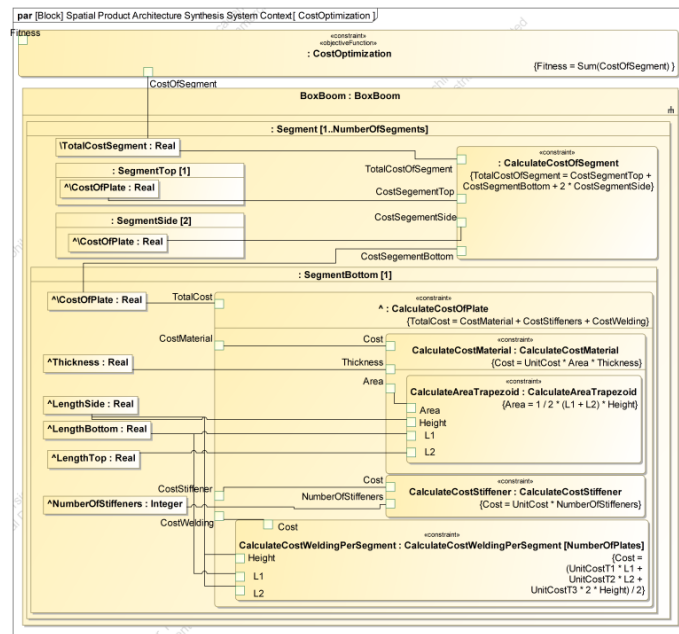 par [Block] Spatial Product Architecture Synthesis System Context[ CostOptimization ]
Fitness
«constraint»
«objectiveFunction»
: CostOptimization
{Fitness = Sum(CostOfSegment) }
CostOfSegment
BoxBoom : BoxBoom
: Segment [1..NumberOfSegments]
\TotalCostSegment : Real
«constraint»
: CalculateCostOfSegment
{TotalCostOfSegment = CostSegmentTop +
CostSegmentBottom + 2 * CostSegmentSide}
TotalCostOfSegment
: SegmentTop [1]
^\CostOfPlate : Real
CostSegementTop
: SegmentSide [2]
CostSegementSide
^\CostOfPlate : Real
CostSegementBottom
: SegmentBottom [1]
^\CostOfPlate : Real
TotalCost
«constraint»
^ : CalculateCostOfPlate
{TotalCost = CostMaterial + CostStiffeners + CostWelding}
CostMaterial
Cost
«constraint»
CalculateCostMaterial : CalculateCostMaterial
{Cost = UnitCost * Area * Thickness}
^Thickness : Real
Thickness
Area
«constraint»
CalculateAreaTrapezoid : CalculateAreaTrapezoid
{Area = 1 / 2 * (L1 + L2) * Height}
^LengthSide : Real
Area
Height
^LengthBottom : Real
L1
^LengthTop : Real
L2
CostStiffener
Cost
«constraint»
CalculateCostStiffener : CalculateCostStiffener
{Cost = UnitCost * NumberOfStiffeners}
NumberOfStiffeners
^NumberOfStiffeners : Integer
CostWelding
Cost
«constraint»
CalculateCostWeldingPerSegment : CalculateCostWeldingPerSegment [NumberOfPlates]
Height
{Cost =
(UnitCostT1 * L1 +
L1
UnitCostT2 * L2 +
L2
UnitCostT3 * 2 * Height) / 2}